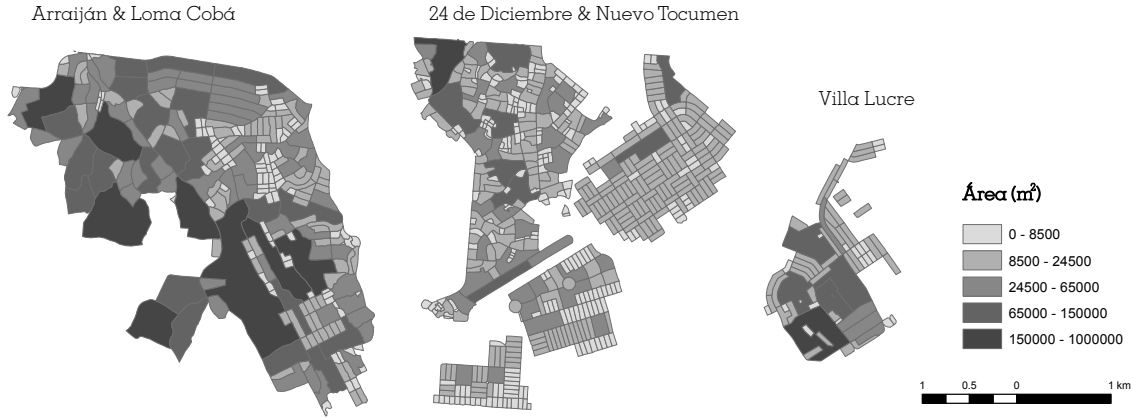 Arraiján & Loma Cobá
24 de Diciembre & Nuevo Tocumen
Villa Lucre
Área (m²)
0 - 8500
8500 - 24500
24500 - 65000
65000 - 150000
150000 - 1000000
1 0.5 0 1 km